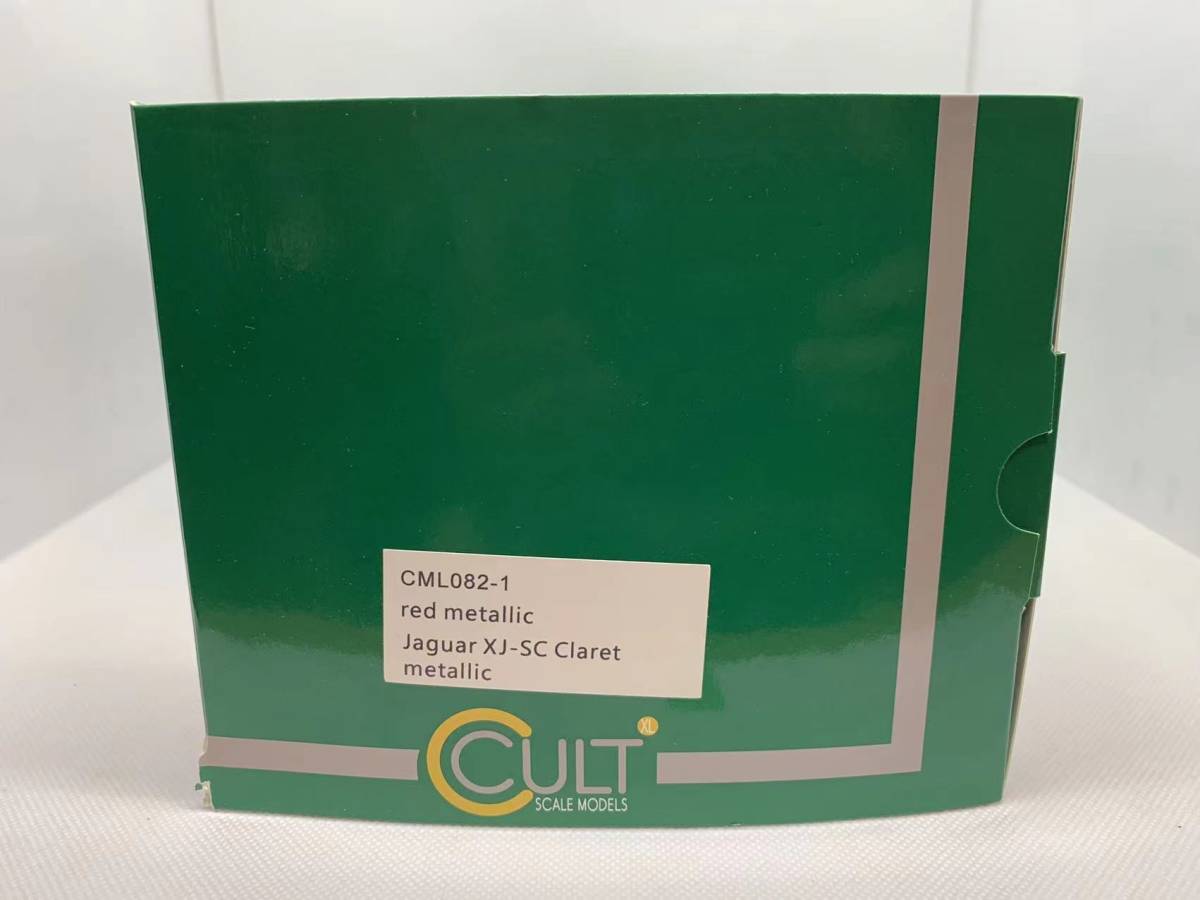 CML082-1
red metallic
Jaguar XJ-SC Claret
metallic
CULT XL
SCALE MODELS